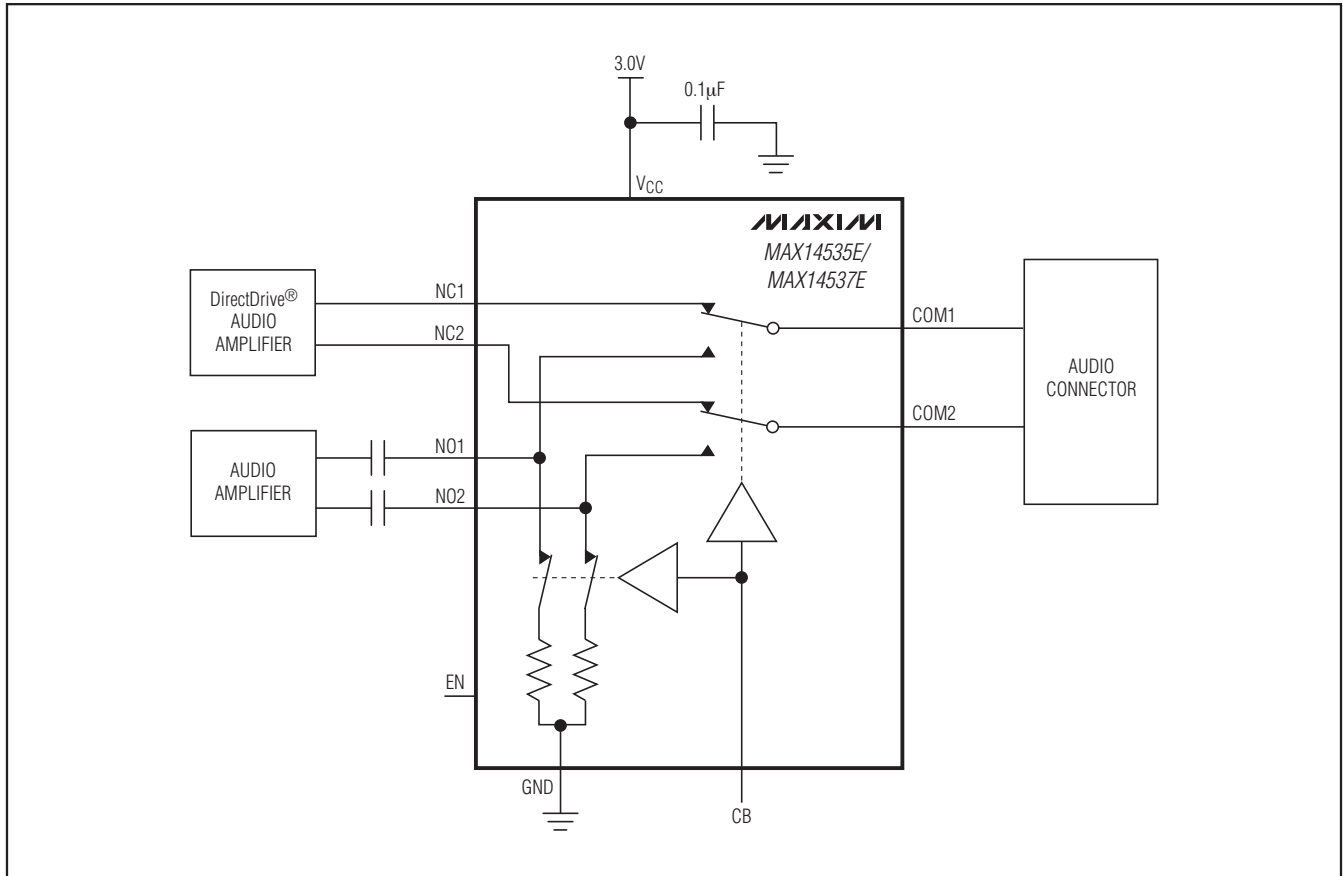 3.0V
0.1µF
VCC
MAXIM
MAX14535E/
MAX14537E
DirectDrive®
AUDIO
AMPLIFIER
NC1
NC2
COM1
COM2
AUDIO
CONNECTOR
AUDIO
AMPLIFIER
NO1
NO2
EN
GND
CB